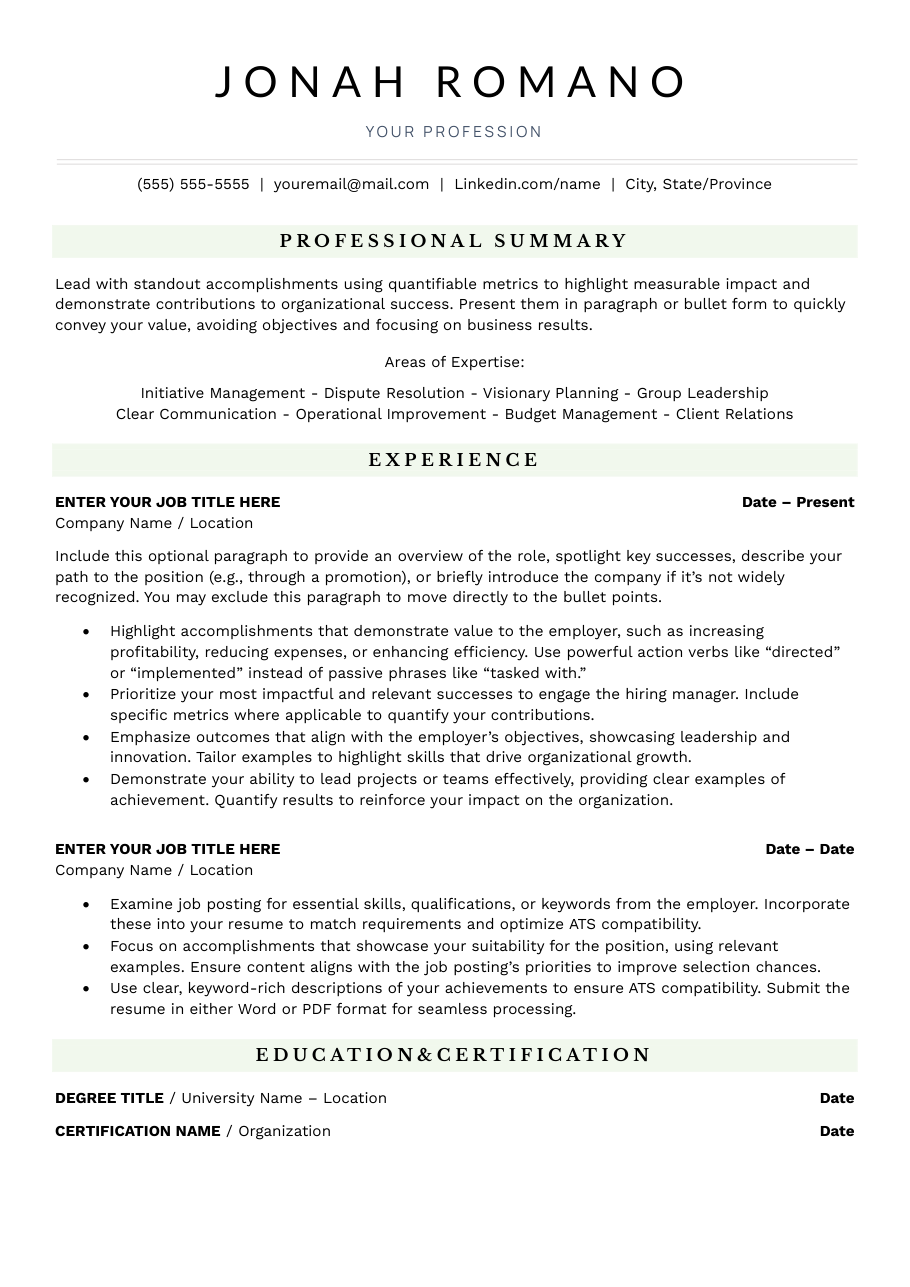 JONAH ROMANO
YOUR PROFESSION
(555) 555-5555 | youremail@mail.com | Linkedin.com/name | City, State/Province
PROFESSIONAL SUMMARY
Lead with standout accomplishments using quantifiable metrics to highlight measurable impact and
demonstrate contributions to organizational success. Present them in paragraph or bullet form to quickly
convey your value, avoiding objectives and focusing on business results.
Areas of Expertise:
Initiative Management - Dispute Resolution - Visionary Planning - Group Leadership
Clear Communication - Operational Improvement - Budget Management - Client Relations
EXPERIENCE
ENTER YOUR JOB TITLE HERE Date – Present
Company Name / Location
Include this optional paragraph to provide an overview of the role, spotlight key successes, describe your
path to the position (e.g., through a promotion), or briefly introduce the company if it’s not widely
recognized. You may exclude this paragraph to move directly to the bullet points.
• Highlight accomplishments that demonstrate value to the employer, such as increasing
profitability, reducing expenses, or enhancing efficiency. Use powerful action verbs like “directed”
or “implemented” instead of passive phrases like “tasked with.”
• Prioritize your most impactful and relevant successes to engage the hiring manager. Include
specific metrics where applicable to quantify your contributions.
• Emphasize outcomes that align with the employer’s objectives, showcasing leadership and
innovation. Tailor examples to highlight skills that drive organizational growth.
• Demonstrate your ability to lead projects or teams effectively, providing clear examples of
achievement. Quantify results to reinforce your impact on the organization.
ENTER YOUR JOB TITLE HERE Date – Date
Company Name / Location
• Examine job posting for essential skills, qualifications, or keywords from the employer. Incorporate
these into your resume to match requirements and optimize ATS compatibility.
• Focus on accomplishments that showcase your suitability for the position, using relevant
examples. Ensure content aligns with the job posting’s priorities to improve selection chances.
• Use clear, keyword-rich descriptions of your achievements to ensure ATS compatibility. Submit the
resume in either Word or PDF format for seamless processing.
EDUCATION&CERTIFICATION
DEGREE TITLE / University Name – Location Date
CERTIFICATION NAME / Organization Date